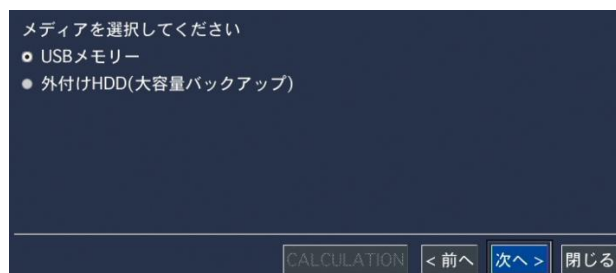 メディアを選択してください
USBメモリー
外付けHDD(大容量バックアップ)
CALCULATION <前へ 次へ> 閉じる